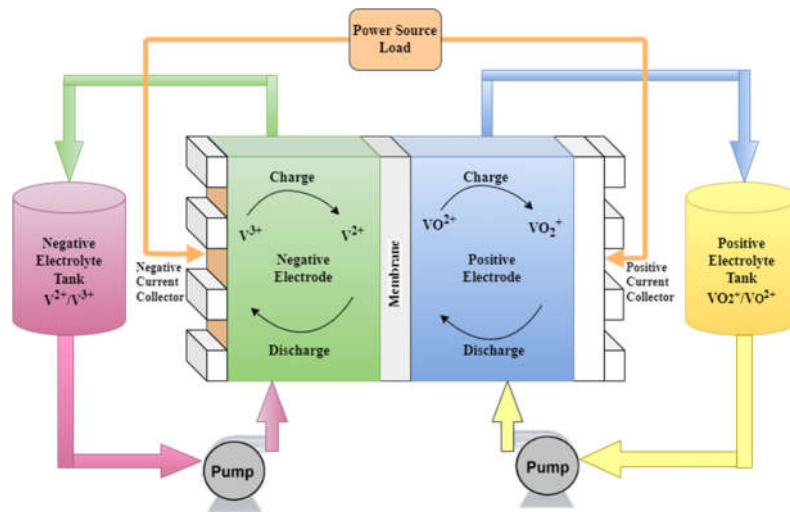 Power Source
Load
Charge
V³⁺
V²⁺
Negative
Electrode
Discharge
Membrane
Charge
VO²⁺
VO₂⁺
Positive
Electrode
Discharge
Negative
Electrolyte
Tank
V²⁺/V³⁺
Negative
Current
Collector
Positive
Current
Collector
Positive
Electrolyte
Tank
VO2⁺/VO²⁺
Pump
Pump